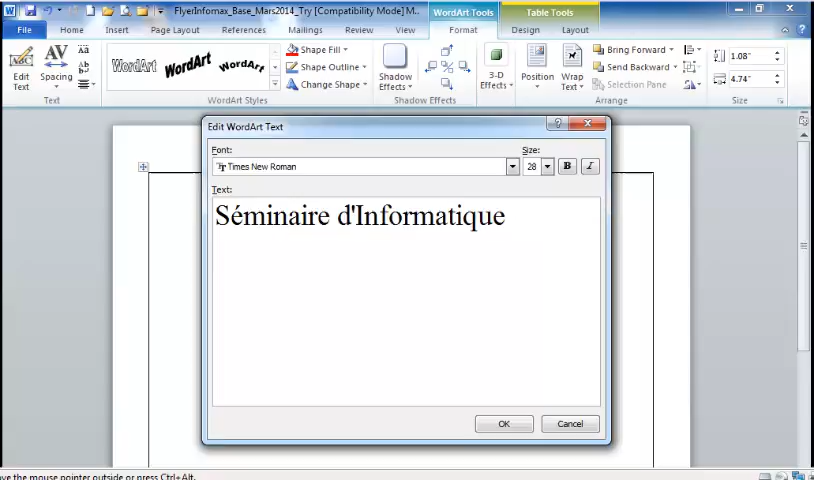 FlyerInfomax_Base_Mars2014_Try [Compatibility Mode] M...
WordArt Tools
Table Tools
File
Home
Insert
Page Layout
References
Mailings
Review
View
Format
Design
Layout
Edit Text
Spacing
Text
WordArt
WordArt
WordArt
Shape Fill
Shape Outline
Change Shape
WordArt Styles
Shadow Effects
Shadow Effects
3-D Effects
Position
Wrap Text
Bring Forward
Send Backward
Selection Pane
Arrange
1.08"
4.74"
Size
Edit WordArt Text
Font:
Size:
Times New Roman
28
B
I
Text:
Séminaire d'Informatique
OK
Cancel
ave the mouse pointer outside or press Ctrl+Alt.